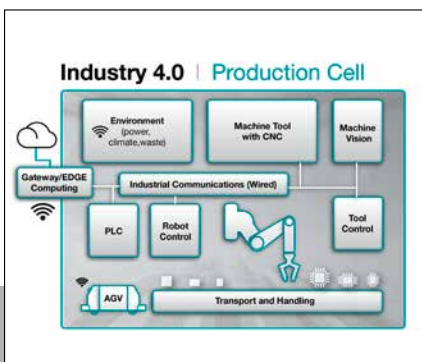 Industry 4.0 | Production Cell
Environment
(power,
climate,waste)
Machine Tool
with CNC
Machine
Vision
Gateway/EDGE
Computing
Industrial Communications (Wired)
PLC
Robot
Control
Tool
Control
AGV
Transport and Handling